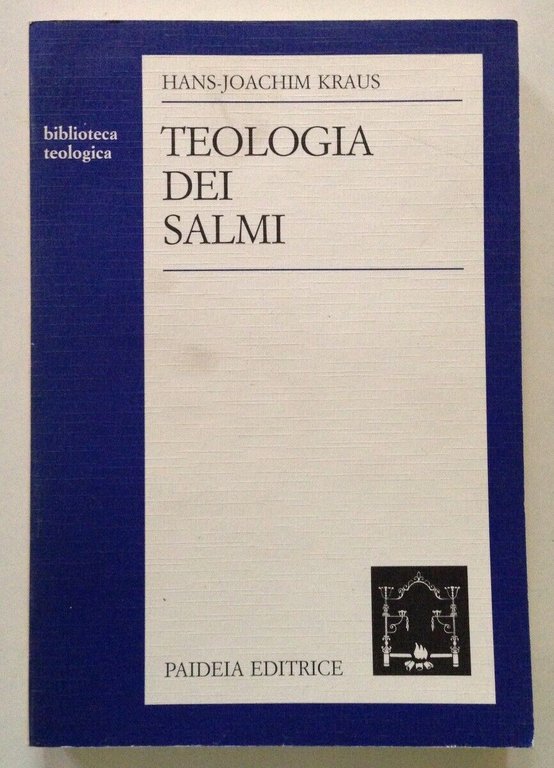 HANS-JOACHIM KRAUS
biblioteca
teologica
TEOLOGIA
DEI
SALMI
PAIDEIA EDITRICE